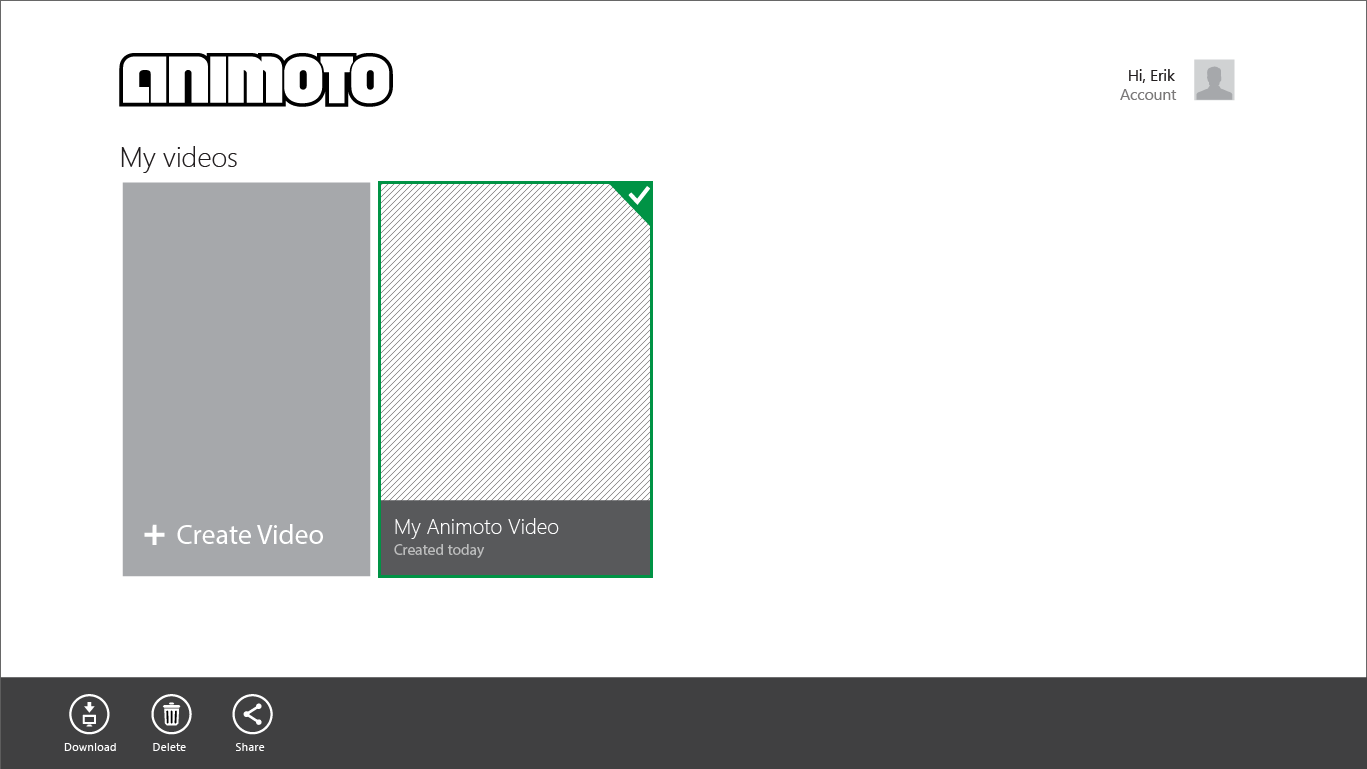 ANIMOTO
Hi, Erik
Account
My videos
+ Create Video
My Animoto Video
Created today
Download
Delete
Share